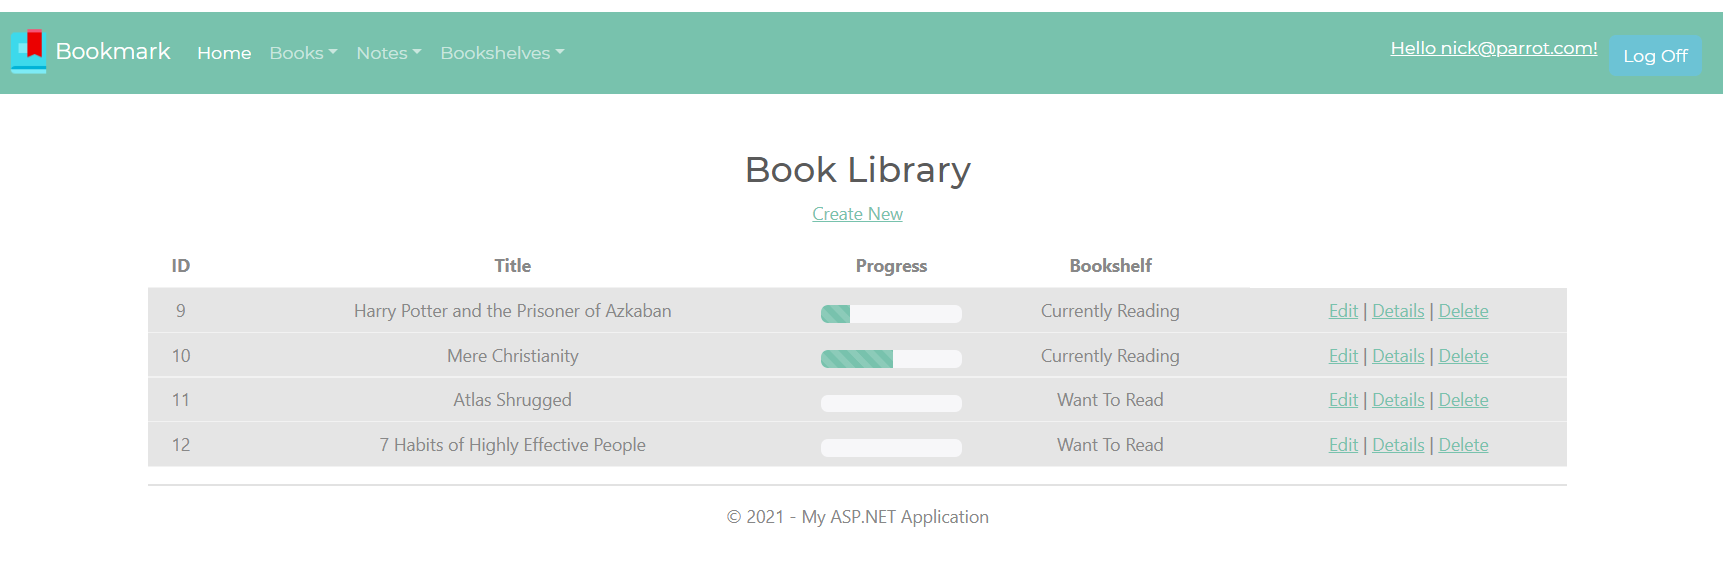 Bookmark Home Books Notes Bookshelves Hello nick@parrot.com! Log Off
Book Library
Create New
ID Title Progress Bookshelf
9 Harry Potter and the Prisoner of Azkaban Currently Reading Edit | Details | Delete
10 Mere Christianity Currently Reading Edit | Details | Delete
11 Atlas Shrugged Want To Read Edit | Details | Delete
12 7 Habits of Highly Effective People Want To Read Edit | Details | Delete
© 2021 - My ASP.NET Application